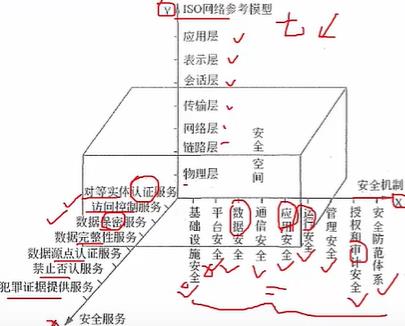 Y ISO网络参考模型
应用层
表示层
会话层
传输层
网络层
链路层
物理层
安全空间
安全机制
X
对等实体认证服务
访问控制服务
数据保密服务
数据完整性服务
数据源点认证服务
禁止否认服务
犯罪证据提供服务
安全服务
基础设施安全
平台安全
数据安全
通信安全
应用安全
运行安全
管理安全
授权和审计安全
安全防范体系